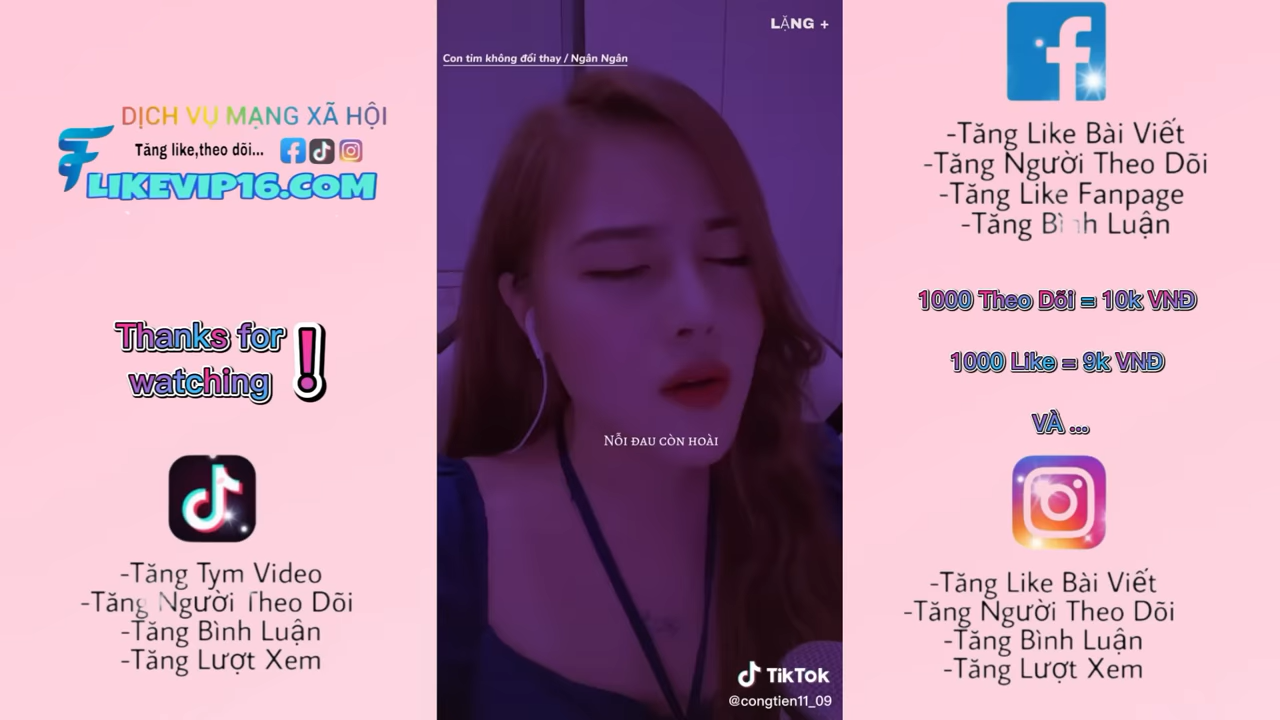 DỊCH VỤ MẠNG XÃ HỘI
Tăng like,theo dõi...
LIKEVIP16.COM
Thanks for
watching
!
-Tăng Tym Video
-Tăng Người Theo Dõi
-Tăng Bình Luận
-Tăng Lượt Xem
LẶNG +
Con tim không đổi thay / Ngân Ngân
NỖI ĐAU CÒN HOÀI
TikTok
@congtien11_09
-Tăng Like Bài Viết
-Tăng Người Theo Dõi
-Tăng Like Fanpage
-Tăng Bình Luận
1000 Theo Dõi = 10k VNĐ
1000 Like = 9k VNĐ
VÀ ...
-Tăng Like Bài Viết
-Tăng Người Theo Dõi
-Tăng Bình Luận
-Tăng Lượt Xem